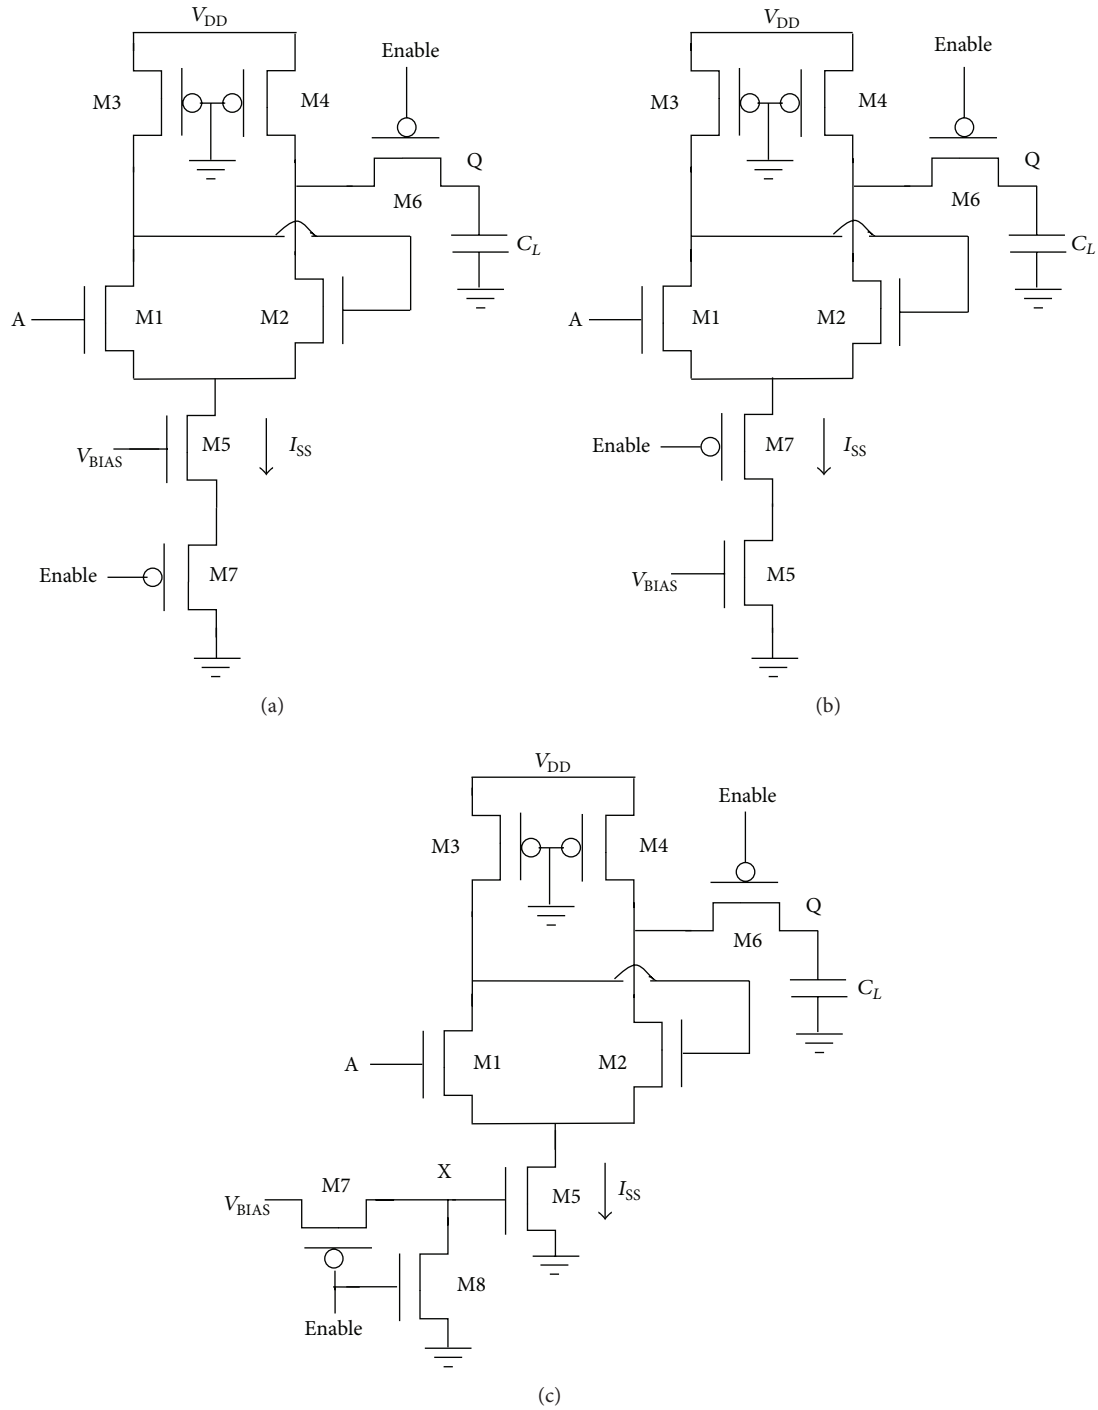 V_DD
Enable
M3
M4
Q
M6
C_L
A
M1
M2
V_BIAS
M5
I_SS
Enable
M7
(a)
V_DD
Enable
M3
M4
Q
M6
C_L
A
M1
M2
Enable
M7
I_SS
V_BIAS
M5
(b)
V_DD
Enable
M3
M4
Q
M6
C_L
A
M1
M2
V_BIAS
M7
X
M5
I_SS
M8
Enable
(c)